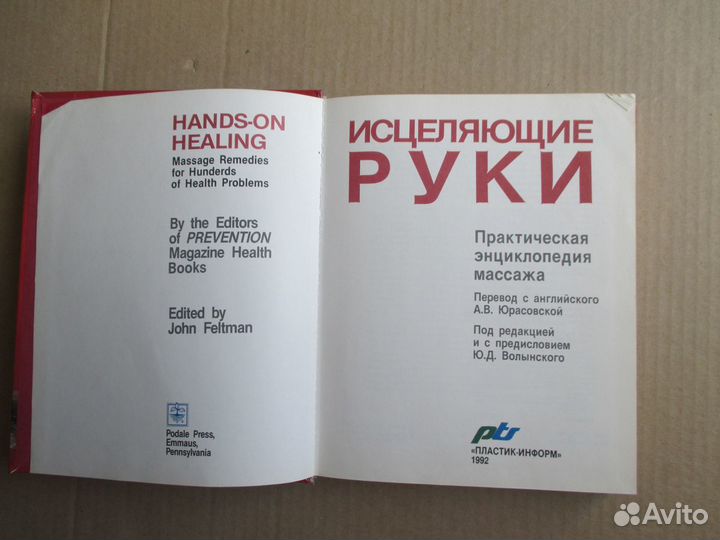 HANDS-ON
HEALING
Massage Remedies
for Hunderds
of Health Problems
By the Editors
of PREVENTION
Magazine Health
Books
Edited by
John Feltman
Podale Press,
Emmaus,
Pennsylvania
ИСЦЕЛЯЮЩИЕ
РУКИ
Практическая
энциклопедия
массажа
Перевод с английского
А.В. Юрасовской
Под редакцией
и с предисловием
Ю.Д. Волынского
pts
«ПЛАСТИК-ИНФОРМ»
1992
Avito